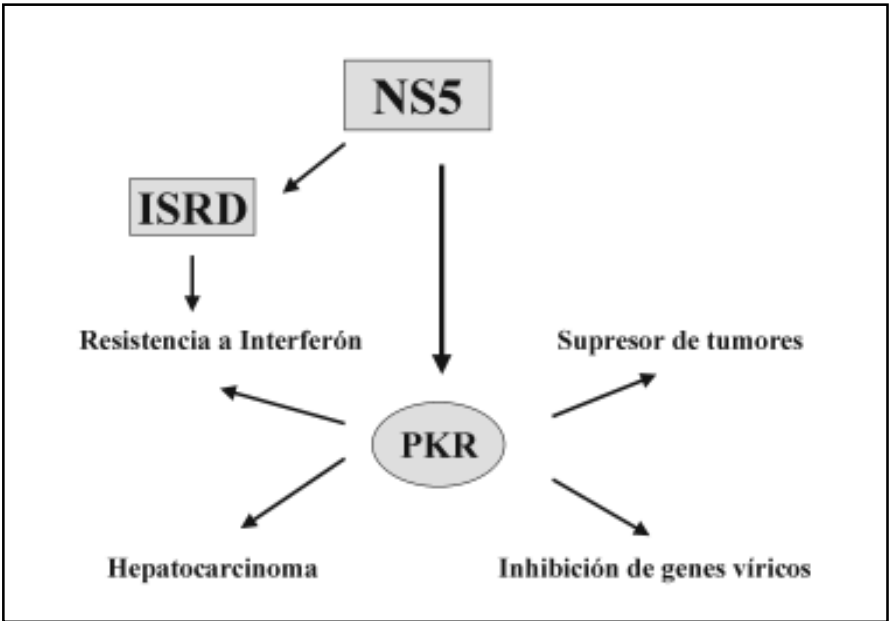 NS5
ISRD
Resistencia a Interferón
Supresor de tumores
PKR
Hepatocarcinoma
Inhibición de genes víricos